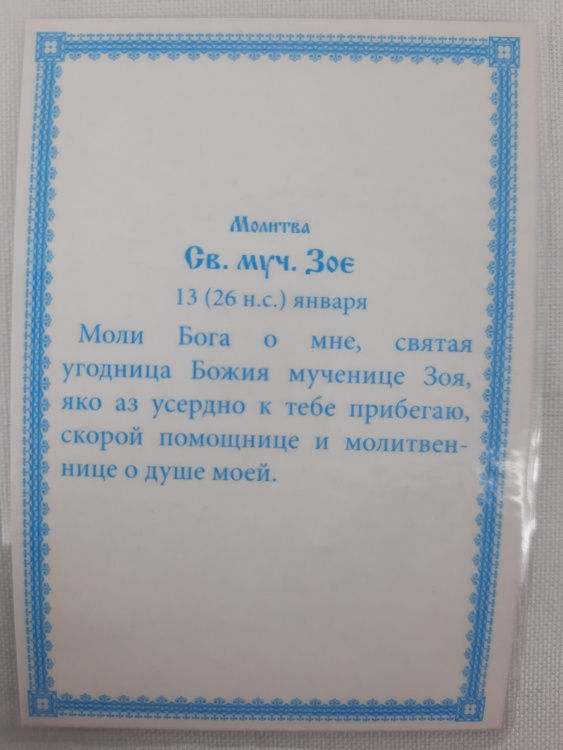 Молитва
Св. муч. Зое
13 (26 н.с.) января
Моли Бога о мне, святая
угодница Божия мученице Зоя,
яко аз усердно к тебе прибегаю,
скорой помощнице и молитвен-
нице о душе моей.